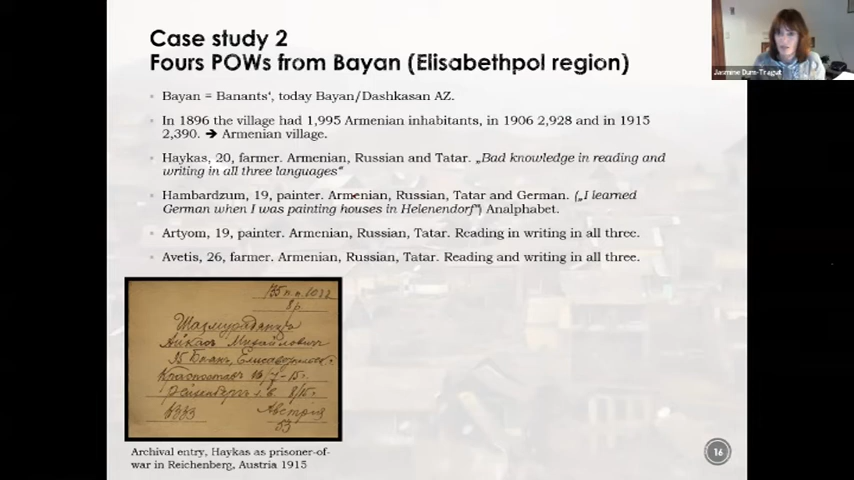 Case study 2
Fours POWs from Bayan (Elisabethpol region)
Bayan = Banants', today Bayan/Dashkasan AZ.
In 1896 the village had 1,995 Armenian inhabitants, in 1906 2,928 and in 1915
2,390. ➔ Armenian village.
Haykas, 20, farmer. Armenian, Russian and Tatar. „Bad knowledge in reading and
writing in all three languages“
Hambardzum, 19, painter. Armenian, Russian, Tatar and German. („I learned
German when I was painting houses in Helenendorf“) Analphabet.
Artyom, 19, painter. Armenian, Russian, Tatar. Reading in writing in all three.
Avetis, 26, farmer. Armenian, Russian, Tatar. Reading and writing in all three.
Айкасъ Михайловичъ
Австрія
53
Archival entry, Haykas as prisoner-of-
war in Reichenberg, Austria 1915
16
Jasmine Dum-Tragut